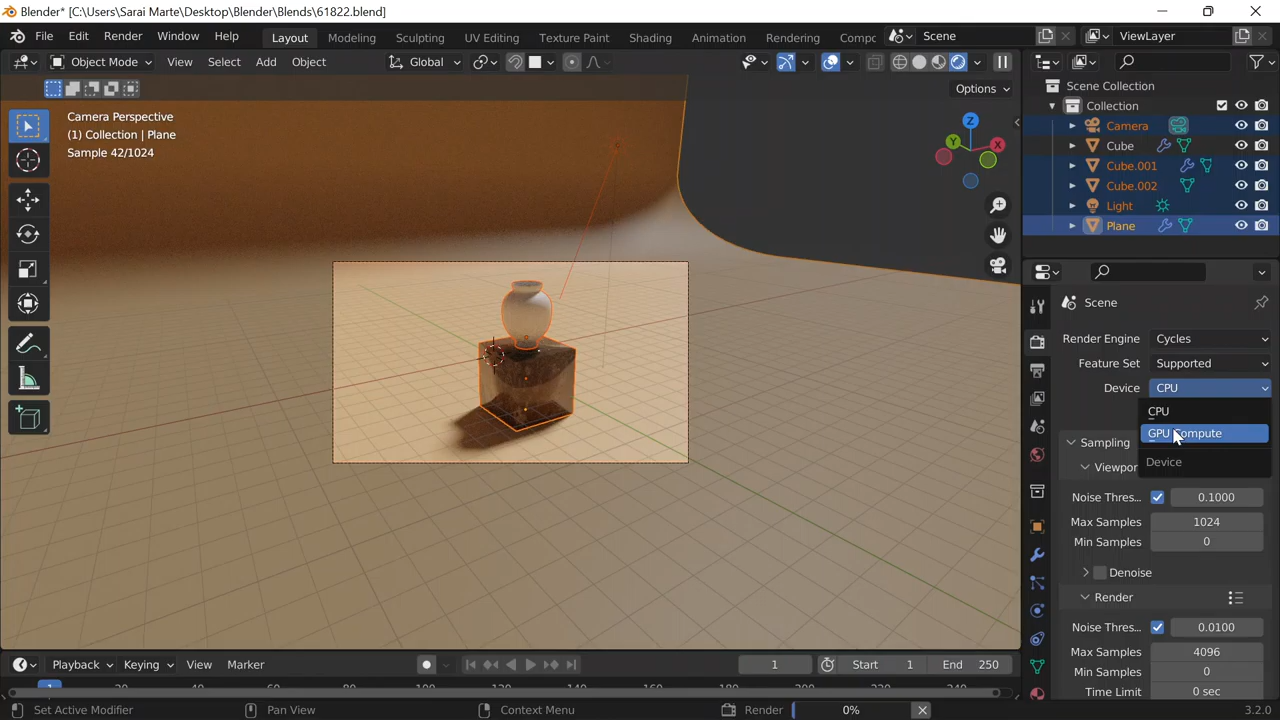 Blender* [C:\Users\Sarai Marte\Desktop\Blender\Blends\61822.blend]
File Edit Render Window Help Layout Modeling Sculpting UV Editing Texture Paint Shading Animation Rendering Compc Scene ViewLayer
Object Mode View Select Add Object Global
Options
Camera Perspective
(1) Collection | Plane
Sample 42/1024
Z
Y
X
Scene Collection
Collection
Camera
Cube
Cube.001
Cube.002
Light
Plane
Scene
Render Engine Cycles
Feature Set Supported
Device CPU
CPU
GPU Compute
Device
Sampling
Viewpor
Noise Thres... 0.1000
Max Samples 1024
Min Samples 0
Denoise
Render
Noise Thres... 0.0100
Max Samples 4096
Min Samples 0
Time Limit 0 sec
Playback Keying View Marker 1 Start 1 End 250
Set Active Modifier Pan View Context Menu Render 0% 3.2.0